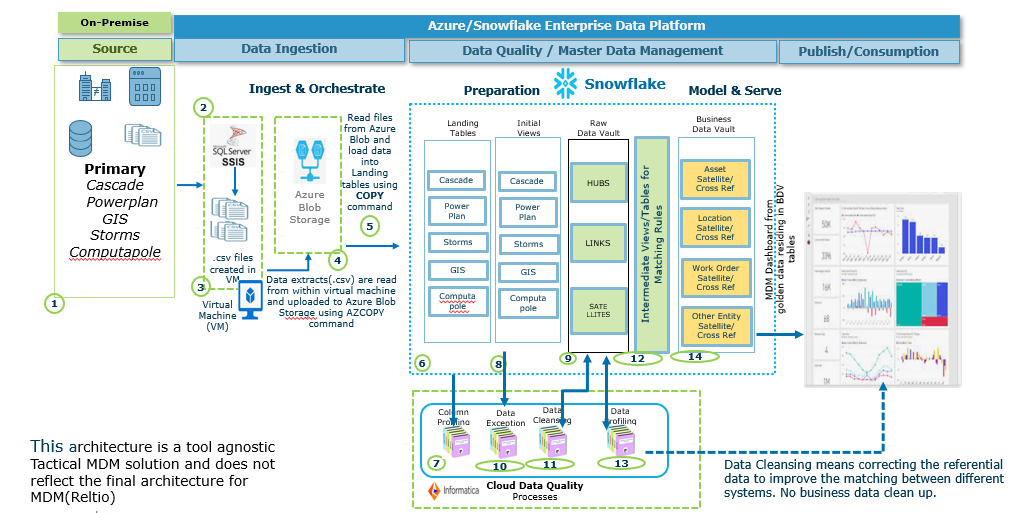 On-Premise
Azure/Snowflake Enterprise Data Platform
Source
Data Ingestion
Data Quality / Master Data Management
Publish/Consumption
Primary
Cascade
Powerplan
GIS
Storms
Computapole
1
Ingest & Orchestrate
2
SQL Server
SSIS
.csv files
created in
VM
3
Virtual
Machine
(VM)
Azure
Blob
Storage
4
Read files
from Azure
Blob and
load data
into
Landing
tables using
COPY
command
5
Data extracts(.csv) are read
from within virtual machine
and uploaded to Azure Blob
Storage using AZCOPY
command
Preparation
Snowflake
Model & Serve
Landing
Tables
Cascade
Power
Plan
Storms
GIS
Computa
pole
6
Initial
Views
Cascade
Power
Plan
Storms
GIS
Computa
pole
8
Raw
Data Vault
HUBS
LINKS
SATE
LLITES
9
Intermediate Views/Tables for
Matching Rules
12
Business
Data Vault
Asset
Satellite/
Cross Ref
Location
Satellite/
Cross Ref
Work Order
Satellite/
Cross Ref
Other Entity
Satellite/
Cross Ref
14
MDM Dashboard from
golden data residing in BDV
tables
50K
16K
68
4
1M
Column
Profiling
7
Data
Exception
10
Data
Cleansing
11
Data
Profiling
13
Informatica
Cloud Data Quality
Processes
This architecture is a tool agnostic
Tactical MDM solution and does not
reflect the final architecture for
MDM(Reltio)
Data Cleansing means correcting the referential
data to improve the matching between different
systems. No business data clean up.